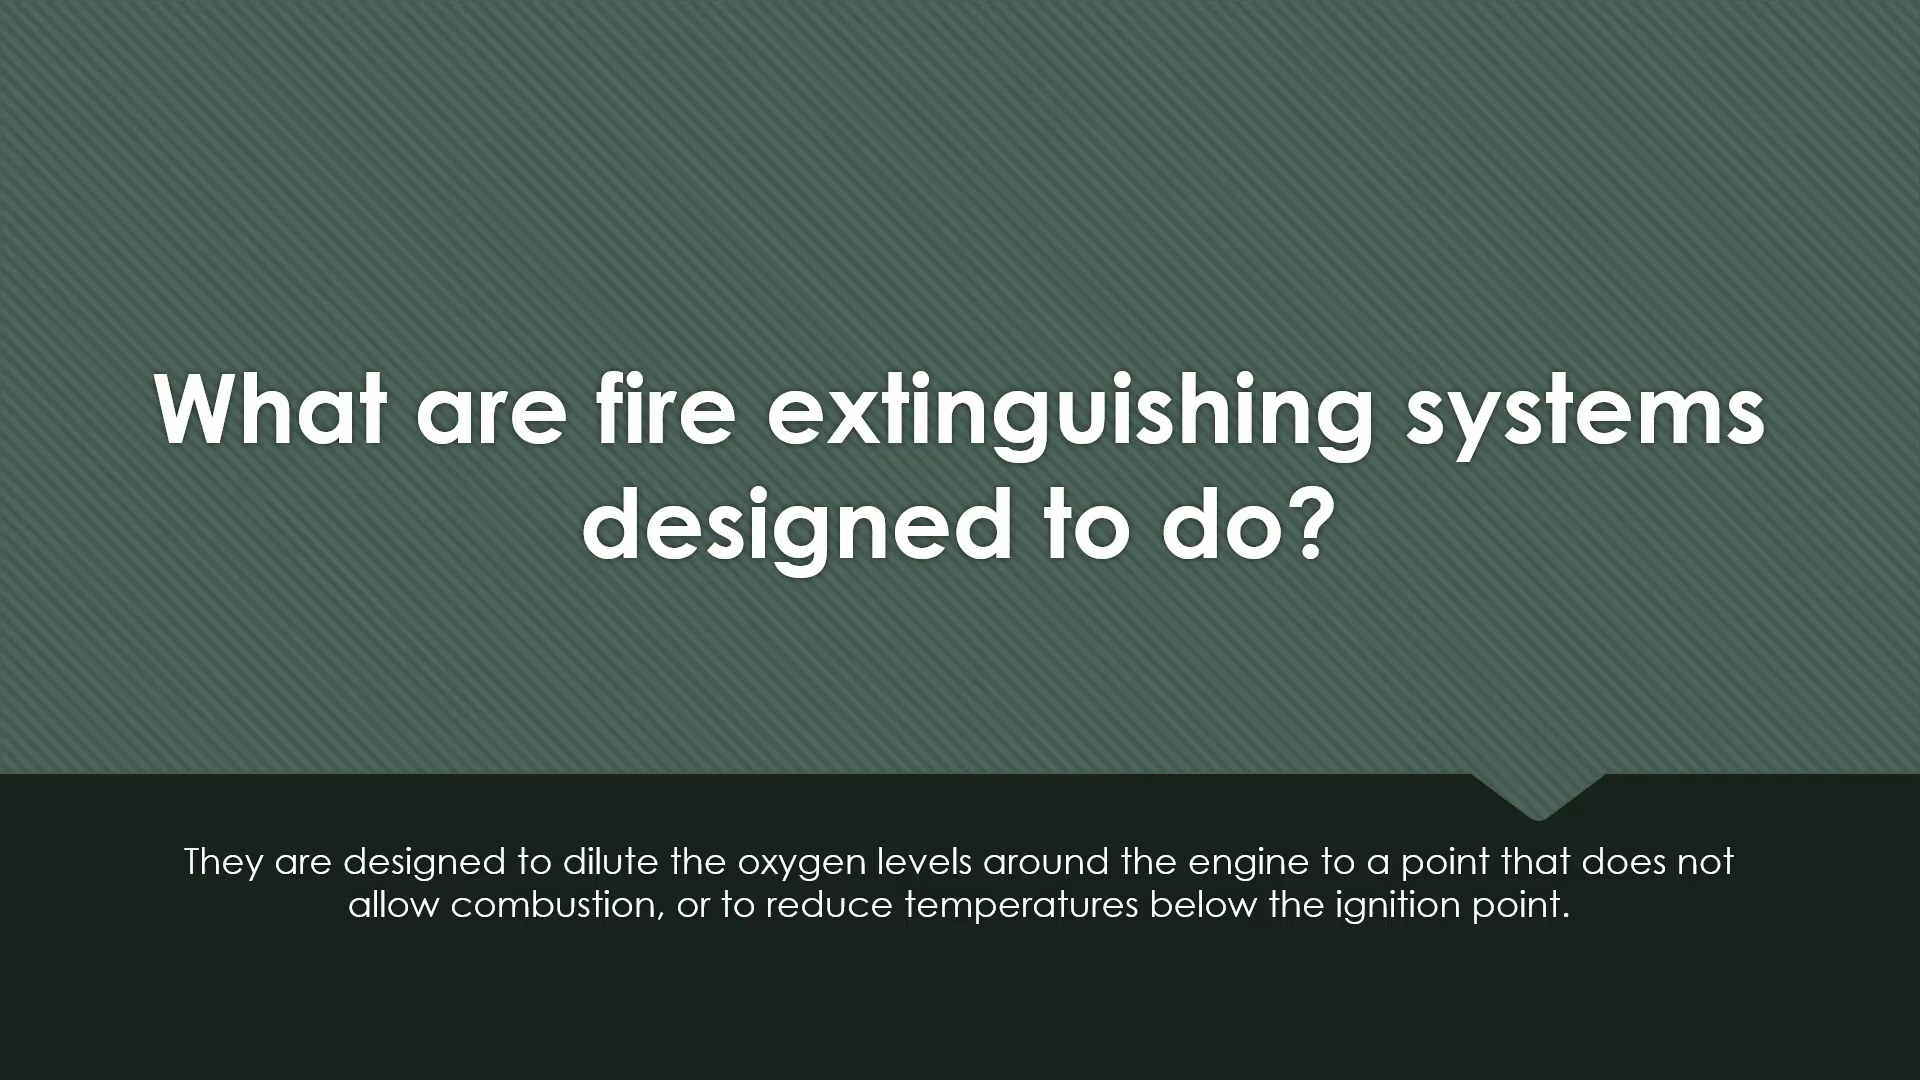 What are fire extinguishing systems
designed to do?
They are designed to dilute the oxygen levels around the engine to a point that does not
allow combustion, or to reduce temperatures below the ignition point.